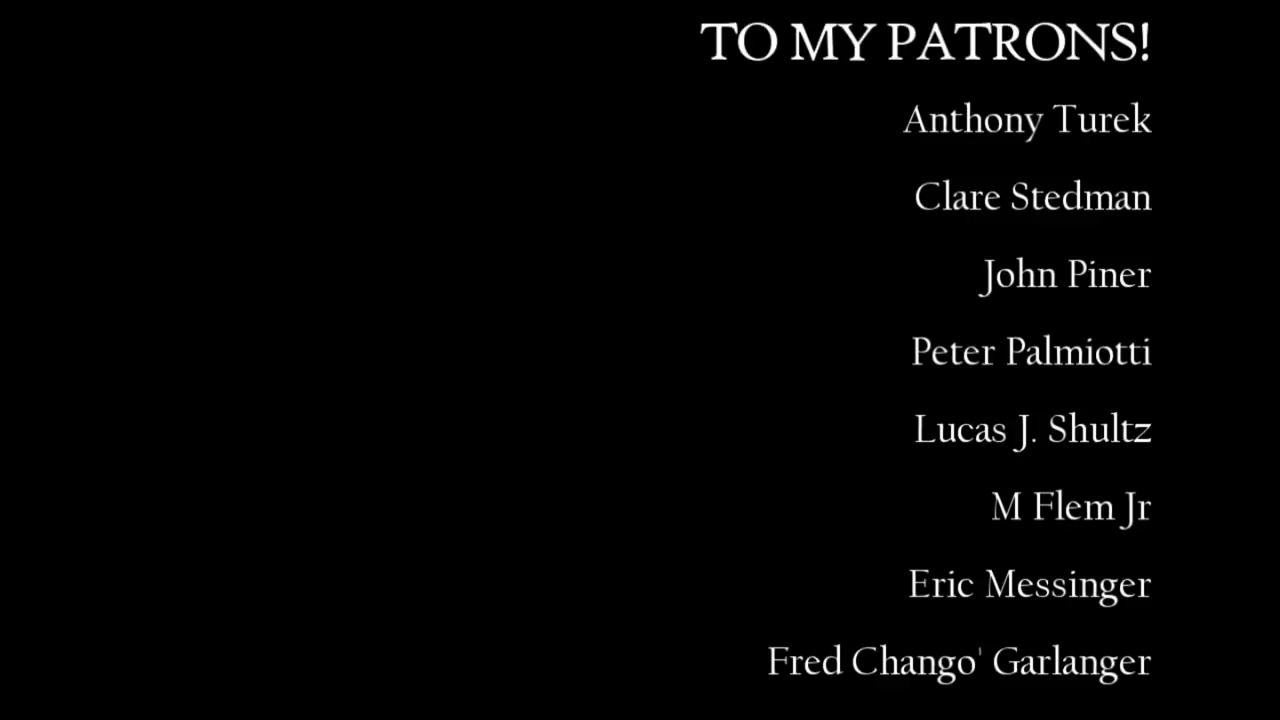 TO MY PATRONS!
Anthony Turek
Clare Stedman
John Piner
Peter Palmiotti
Lucas J. Shultz
M Flem Jr
Eric Messinger
Fred Chango' Garlanger